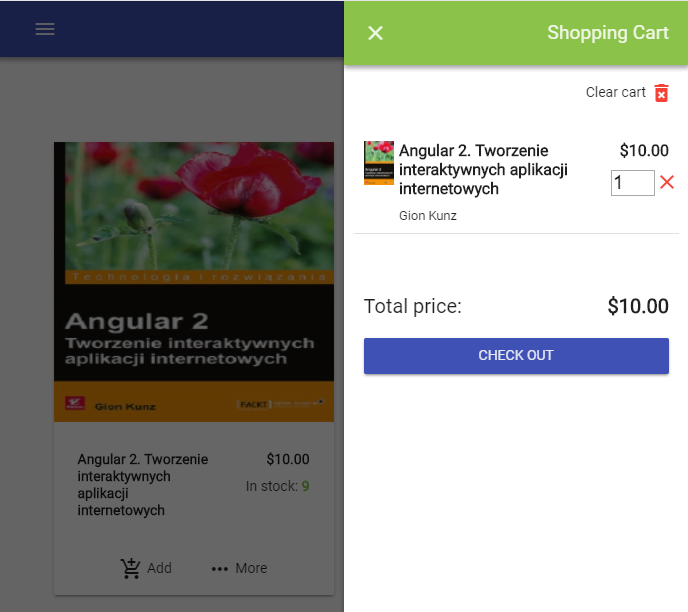 Shopping Cart
Clear cart
Angular 2. Tworzenie
interaktywnych aplikacji
internetowych
$10.00
1
Gion Kunz
Total price:
$10.00
CHECK OUT
Technologia i rozwiązania
Angular 2
Tworzenie interaktywnych
aplikacji internetowych
Gion Kunz
PACKT
Angular 2. Tworzenie
interaktywnych
aplikacji
internetowych
$10.00
In stock: 9
Add
More